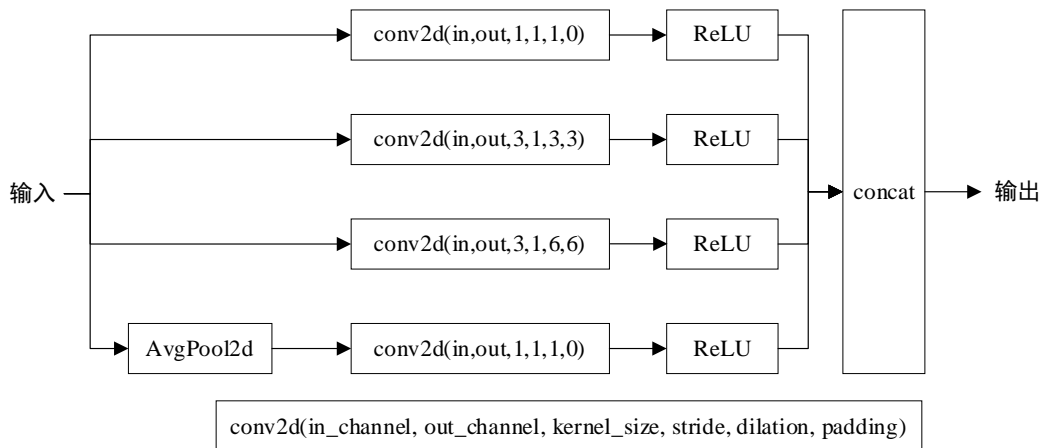 conv2d(in,out,1,1,1,0) ReLU
conv2d(in,out,3,1,3,3) ReLU
输入 concat 输出
conv2d(in,out,3,1,6,6) ReLU
AvgPool2d conv2d(in,out,1,1,1,0) ReLU
conv2d(in_channel, out_channel, kernel_size, stride, dilation, padding)